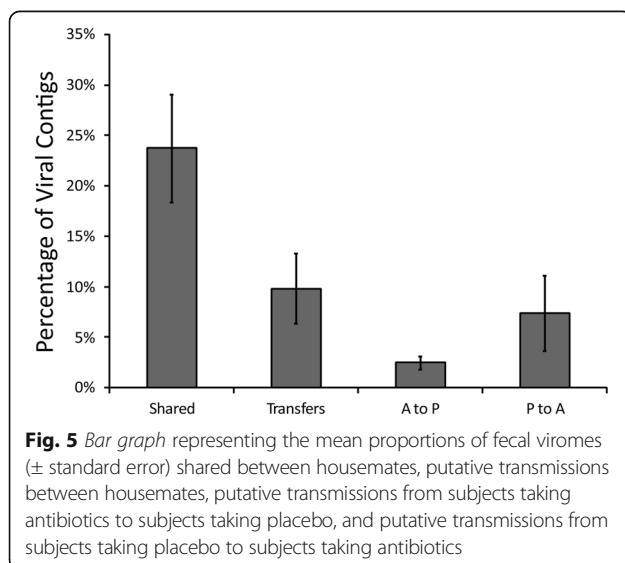 35%
30%
25%
20%
15%
10%
5%
0%
Percentage of Viral Contigs
Shared Transfers A to P P to A
Fig. 5 Bar graph representing the mean proportions of fecal viromes
(± standard error) shared between housemates, putative transmissions
between housemates, putative transmissions from subjects taking
antibiotics to subjects taking placebo, and putative transmissions from
subjects taking placebo to subjects taking antibiotics